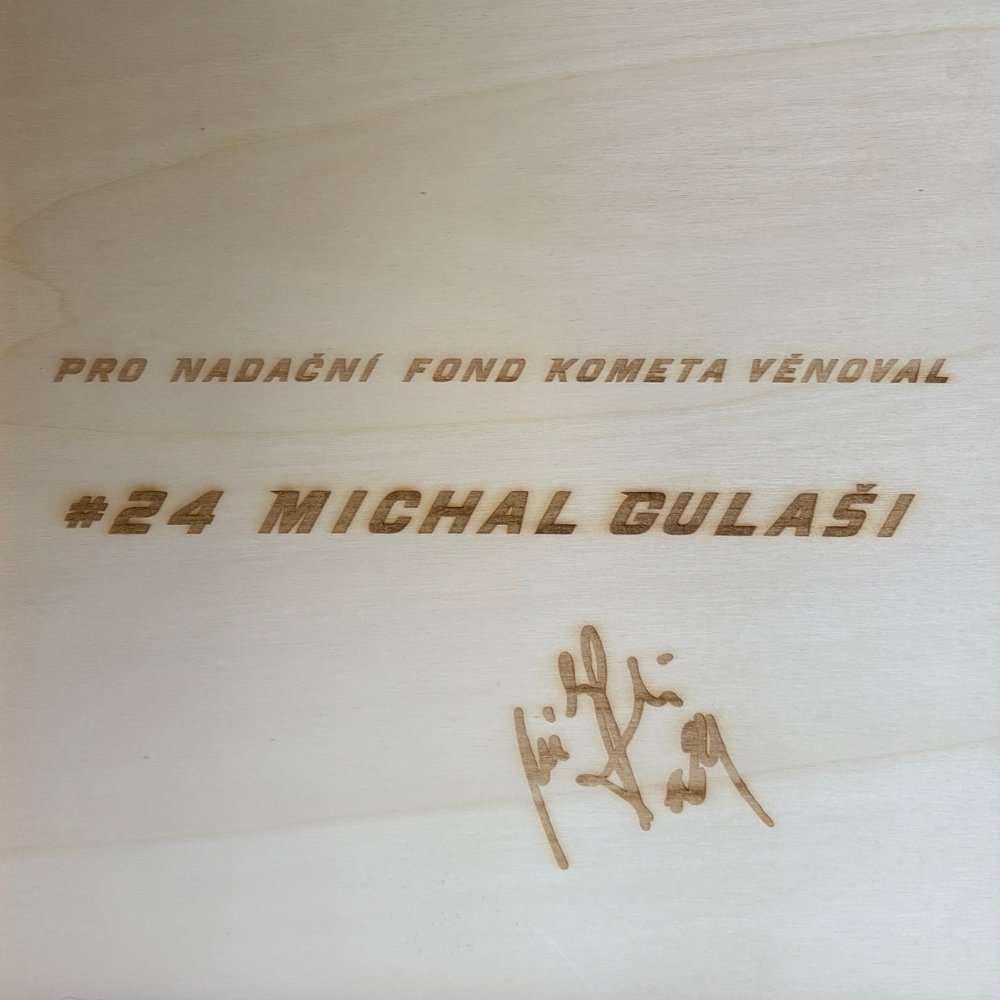 PRO NADAČNÍ FOND KOMETA VĚNOVAL
#24 MICHAL GULAŠI